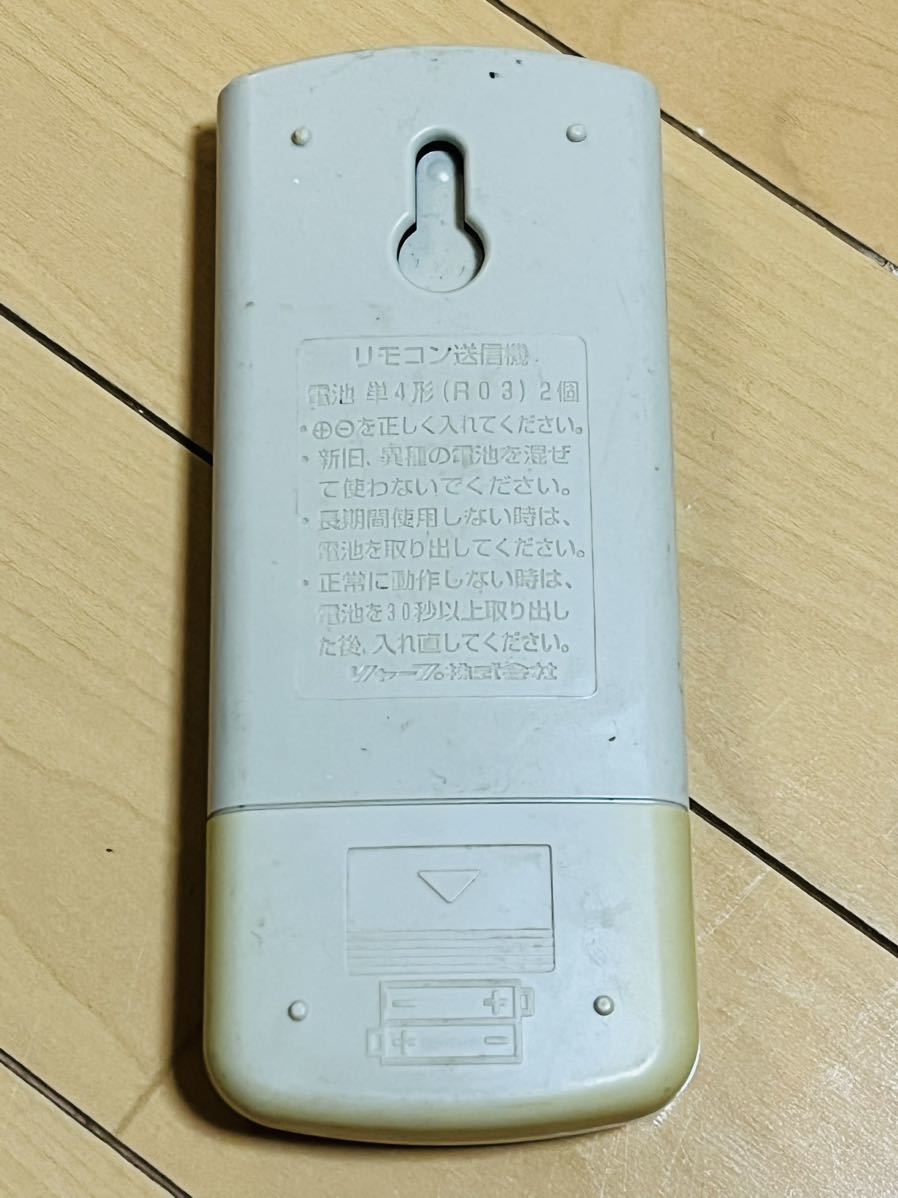 リモコン送信機
電池 単4形(R03)2個
・⊕⊖を正しく入れてください。
・新旧、異種の電池を混ぜ
て使わないでください。
・長期間使用しない時は、
電池を取り出してください。
・正常に動作しない時は、
電池を30秒以上取り出し
た後、入れ直してください。
シャープ株式会社
− +
+ −